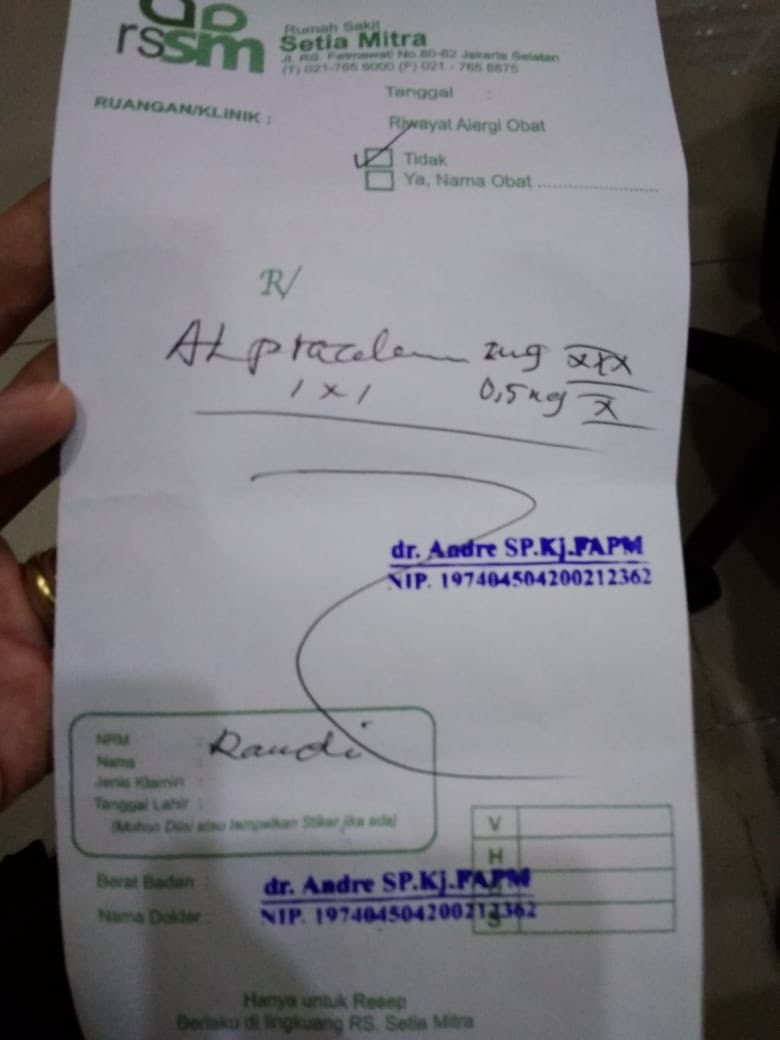 rssm
Rumah Sakit
Setia Mitra
Jl. RS. Fatmawati No.80-82 Jakarta Selatan
(T) 021-765 6000 (F) 021 - 765 6875
Tanggal :
RUANGAN/KLINIK :
Riwayat Alergi Obat
Tidak
Ya, Nama Obat ........................
R/
ALprazolam 2mg XXX
1 x 1 0,5mg X
dr. Andre SP.Kj.FAPM
NIP. 197404504200212362
NRM :
Nama : Randi
Jenis Klamin :
Tanggal Lahir :
(Mohon Diisi atau tempelkan Stiker jika ada)
V
H
S
Berat Badan :
dr. Andre SP.Kj.FAPM
Nama Dokter : NIP. 197404504200212362
Hanya untuk Resep
Berlaku di lingkuang RS. Setia Mitra